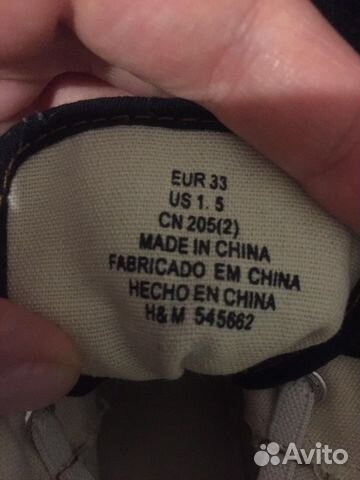 EUR 33
US 1. 5
CN 205(2)
MADE IN CHINA
FABRICADO EM CHINA
HECHO EN CHINA
H&M 545662
Avito